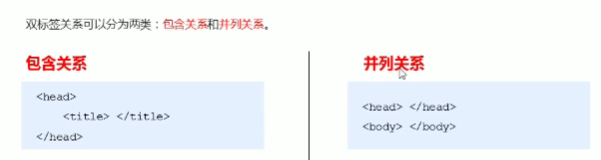 双标签关系可以分为两类：包含关系和并列关系。
包含关系
<head>
<title> </title>
</head>
并列关系
<head> </head>
<body> </body>